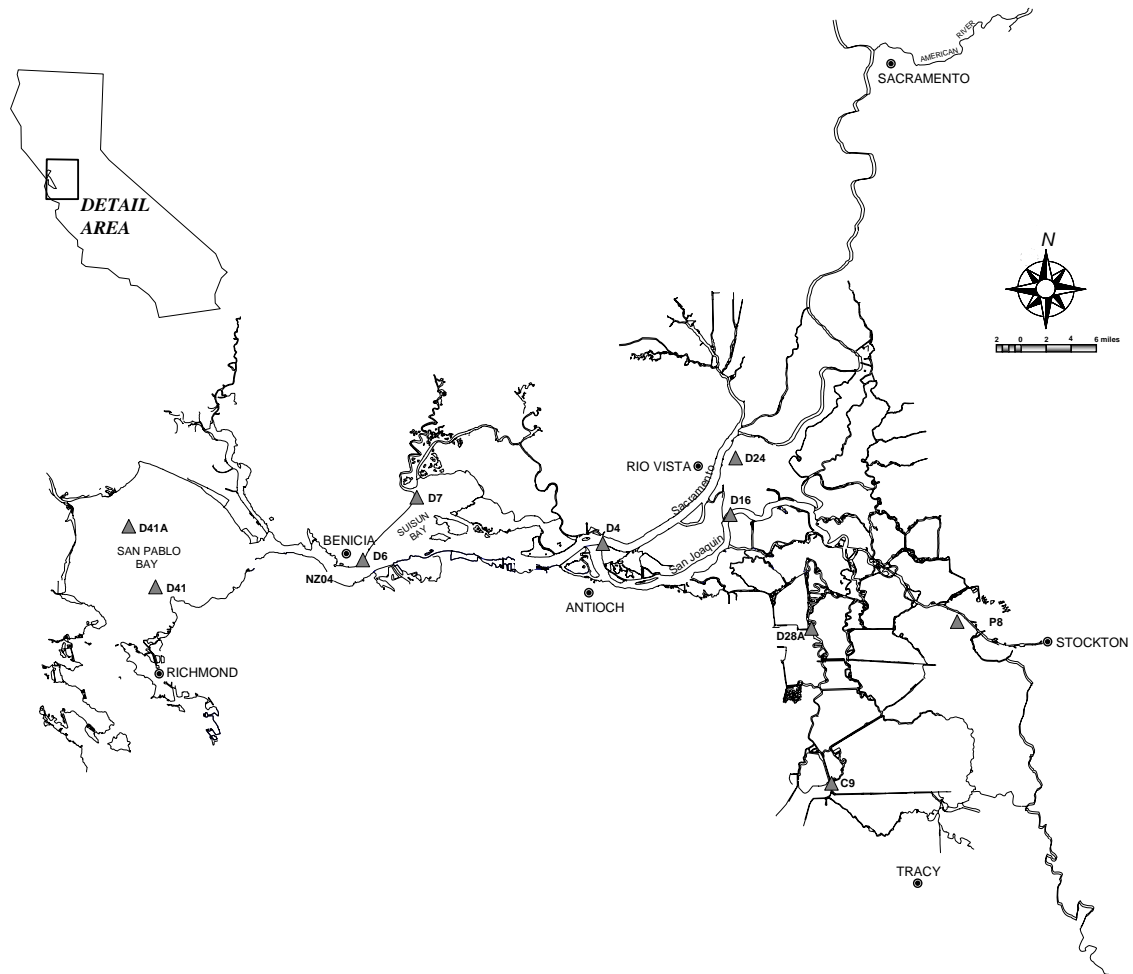 RIVER
AMERICAN
SACRAMENTO
DETAIL
AREA
N
2 0 2 4 6 miles
RIO VISTA
D24
Sacramento
D7
D16
SUISUN
BAY
D41A
D4
SAN PABLO
BAY
BENICIA
D6
San Joaquin
NZ04
D41
ANTIOCH
P8
D28A
STOCKTON
RICHMOND
C9
TRACY